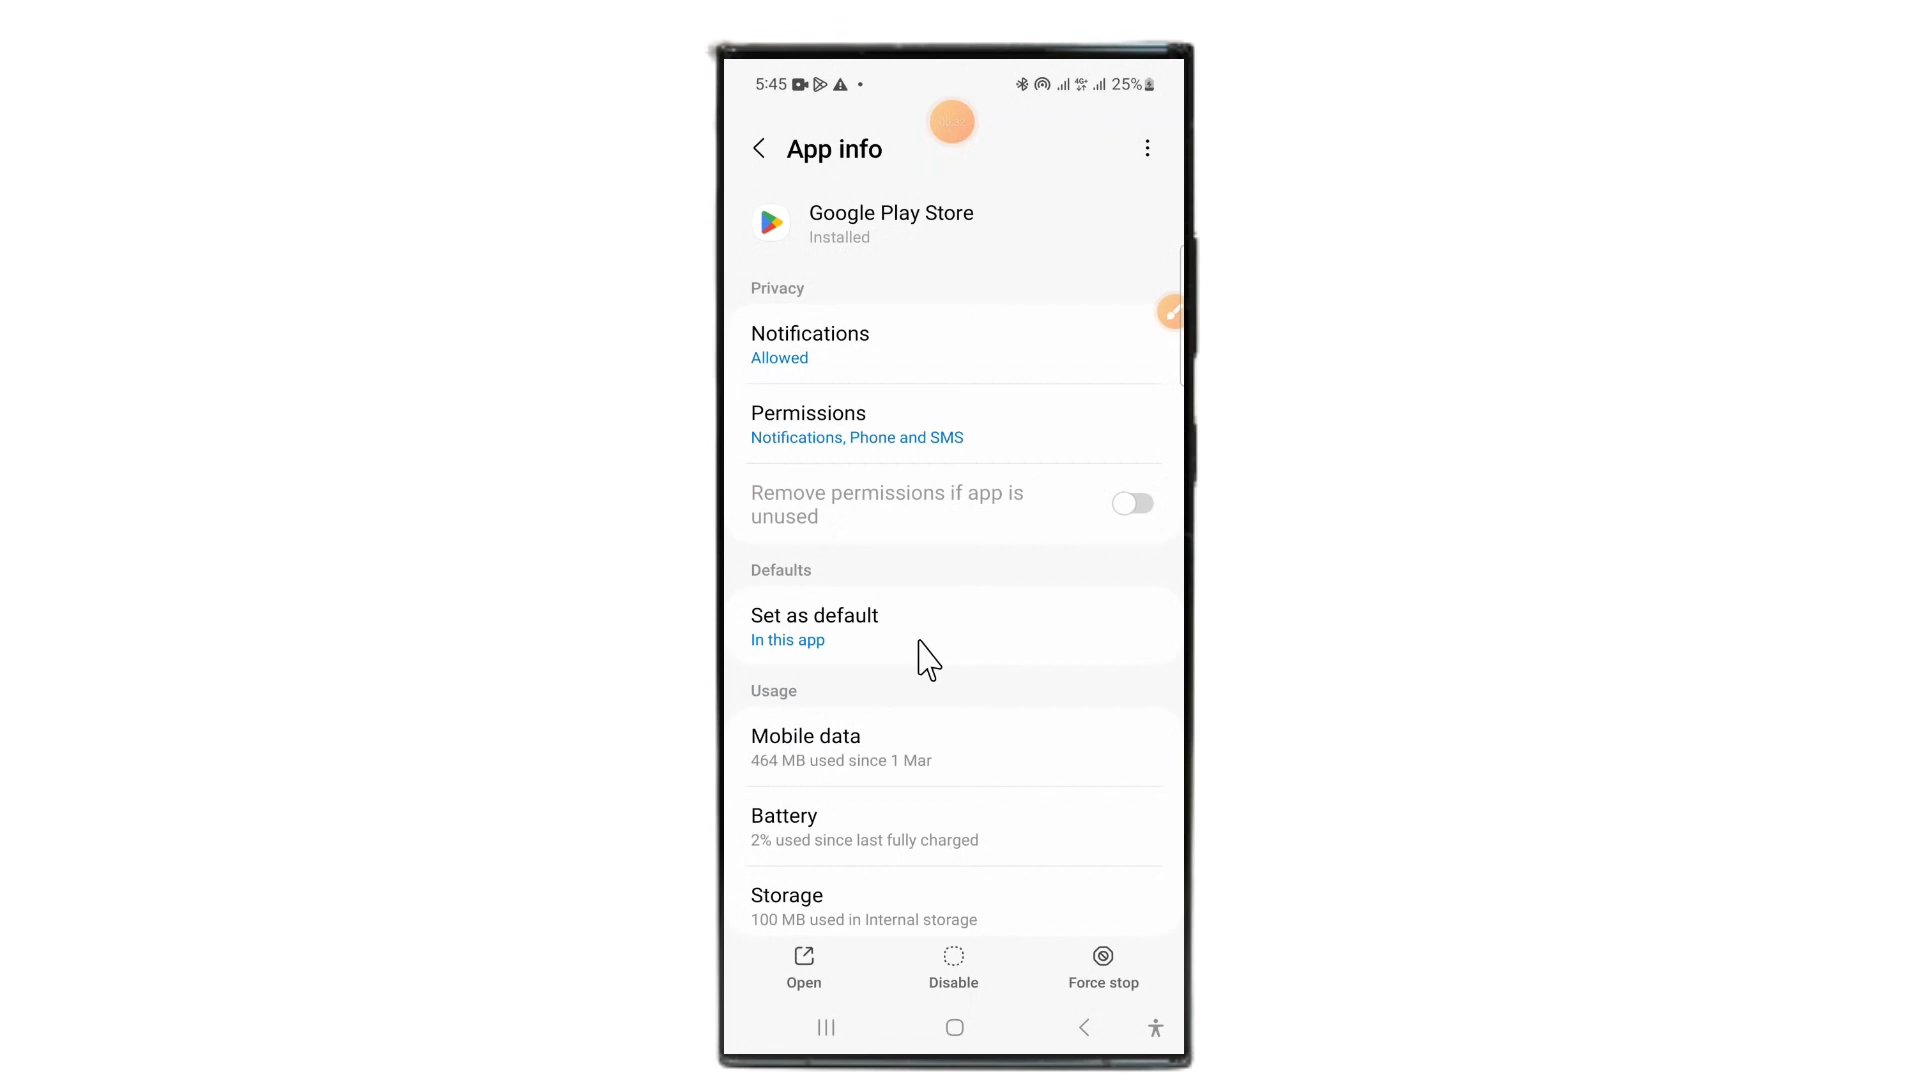 5:45
4G+
25%
App info
Google Play Store
Installed
Privacy
Notifications
Allowed
Permissions
Notifications, Phone and SMS
Remove permissions if app is
unused
Defaults
Set as default
In this app
Usage
Mobile data
464 MB used since 1 Mar
Battery
2% used since last fully charged
Storage
100 MB used in Internal storage
Open
Disable
Force stop